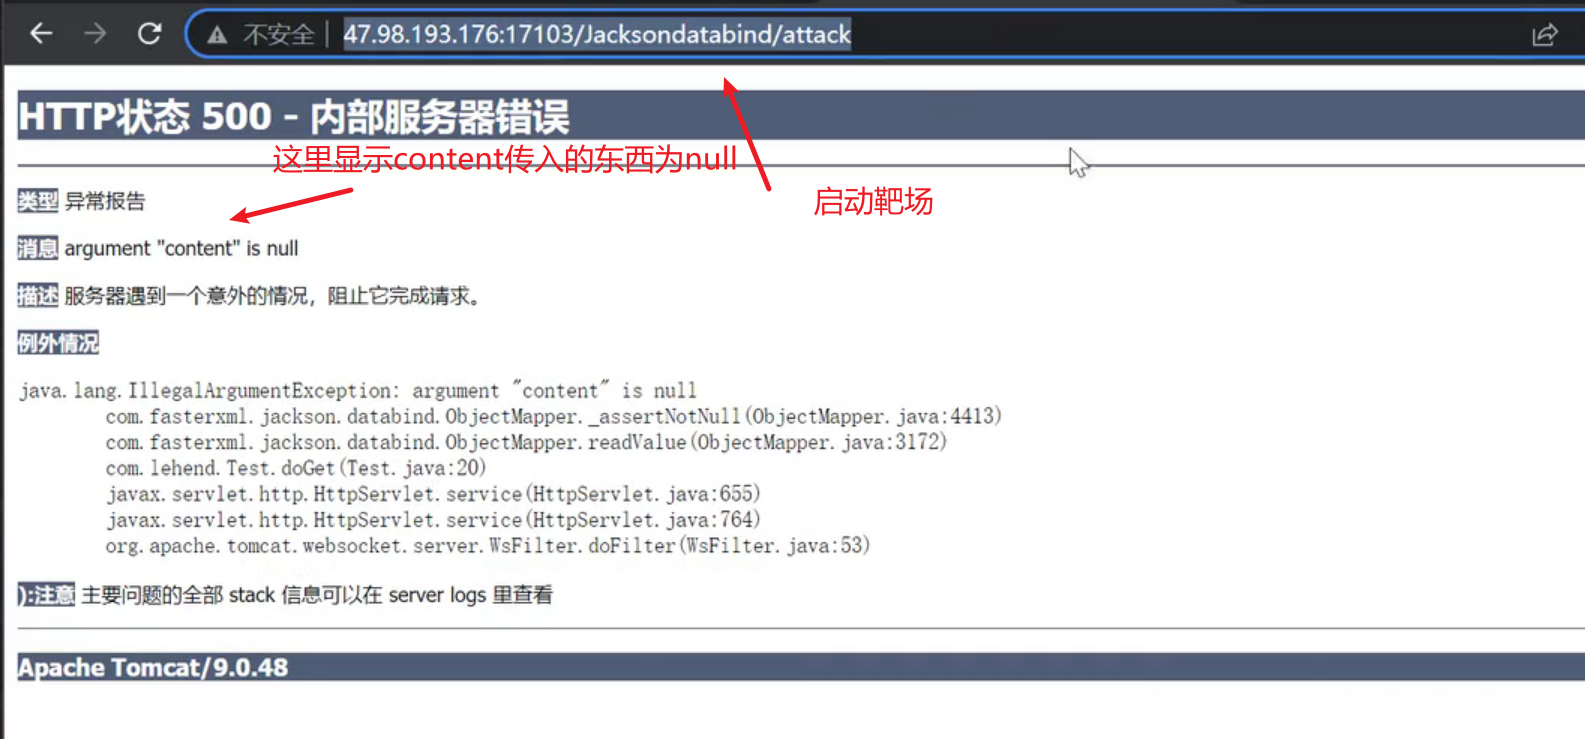 不安全 47.98.193.176:17103/Jacksondatabind/attack
HTTP状态 500 - 内部服务器错误
这里显示content传入的东西为null
启动靶场
类型 异常报告
消息 argument "content" is null
描述 服务器遇到一个意外的情况，阻止它完成请求。
例外情况
java.lang.IllegalArgumentException: argument "content" is null
com.fasterxml.jackson.databind.ObjectMapper._assertNotNull(ObjectMapper.java:4413)
com.fasterxml.jackson.databind.ObjectMapper.readValue(ObjectMapper.java:3172)
com.lehend.Test.doGet(Test.java:20)
javax.servlet.http.HttpServlet.service(HttpServlet.java:655)
javax.servlet.http.HttpServlet.service(HttpServlet.java:764)
org.apache.tomcat.websocket.server.WsFilter.doFilter(WsFilter.java:53)
):注意 主要问题的全部 stack 信息可以在 server logs 里查看
Apache Tomcat/9.0.48